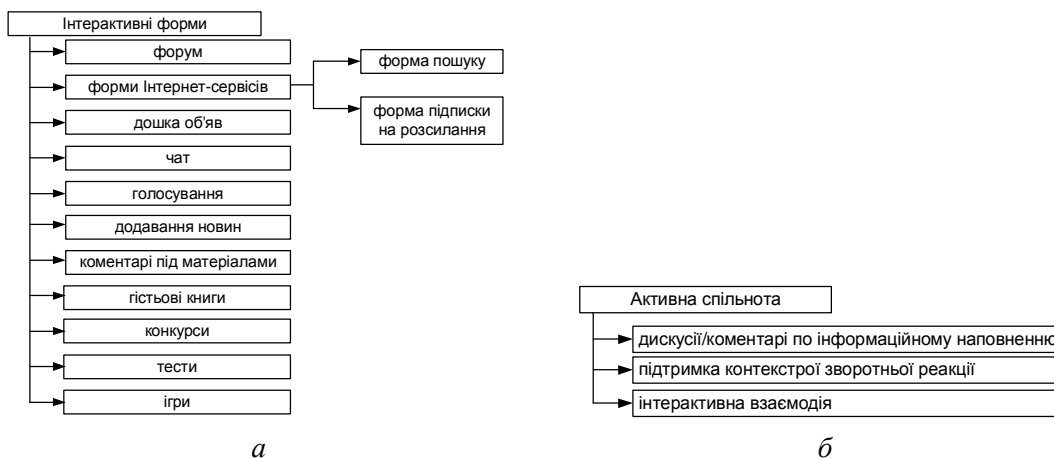 Інтерактивні форми
форум
форми Інтернет-сервісів
дошка об'яв
чат
голосування
додавання новин
коментарі під матеріалами
гістьові книги
конкурси
тести
ігри
форма пошуку
форма підписки
на розсилання
а
Активна спільнота
дискусії/коментарі по інформаційному наповненню
підтримка контекстрої зворотньої реакції
інтерактивна взаємодія
б